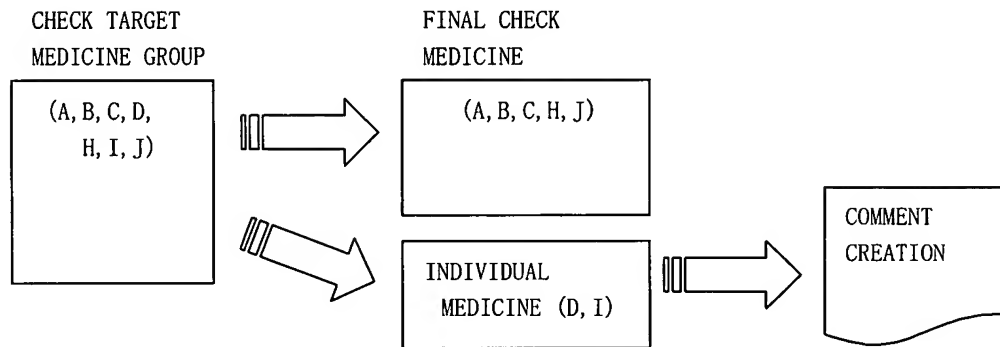 CHECK TARGET
MEDICINE GROUP
(A, B, C, D,
H, I, J)
FINAL CHECK
MEDICINE
(A, B, C, H, J)
INDIVIDUAL
MEDICINE (D, I)
COMMENT
CREATION